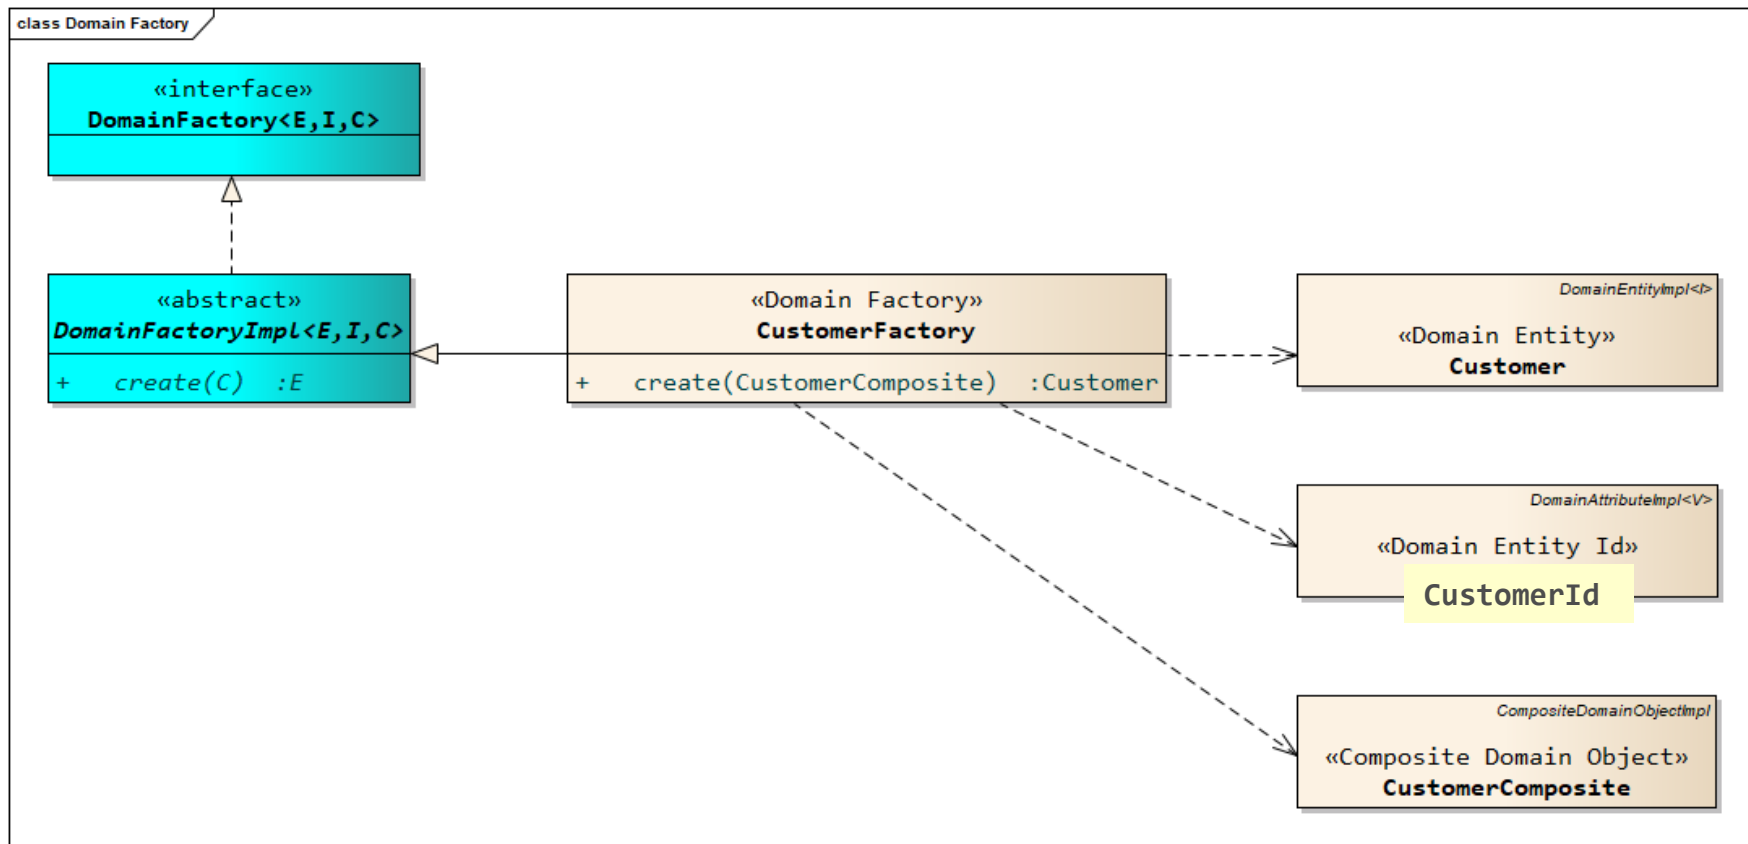 class Domain Factory
«interface»
DomainFactory<E,I,C>
«abstract»
DomainFactoryImpl<E,I,C>
+ create(C) :E
«Domain Factory»
CustomerFactory
+ create(CustomerComposite) :Customer
DomainEntityImpl<I>
«Domain Entity»
Customer
DomainAttributeImpl<V>
«Domain Entity Id»
CustomerId
CompositeDomainObjectImpl
«Composite Domain Object»
CustomerComposite